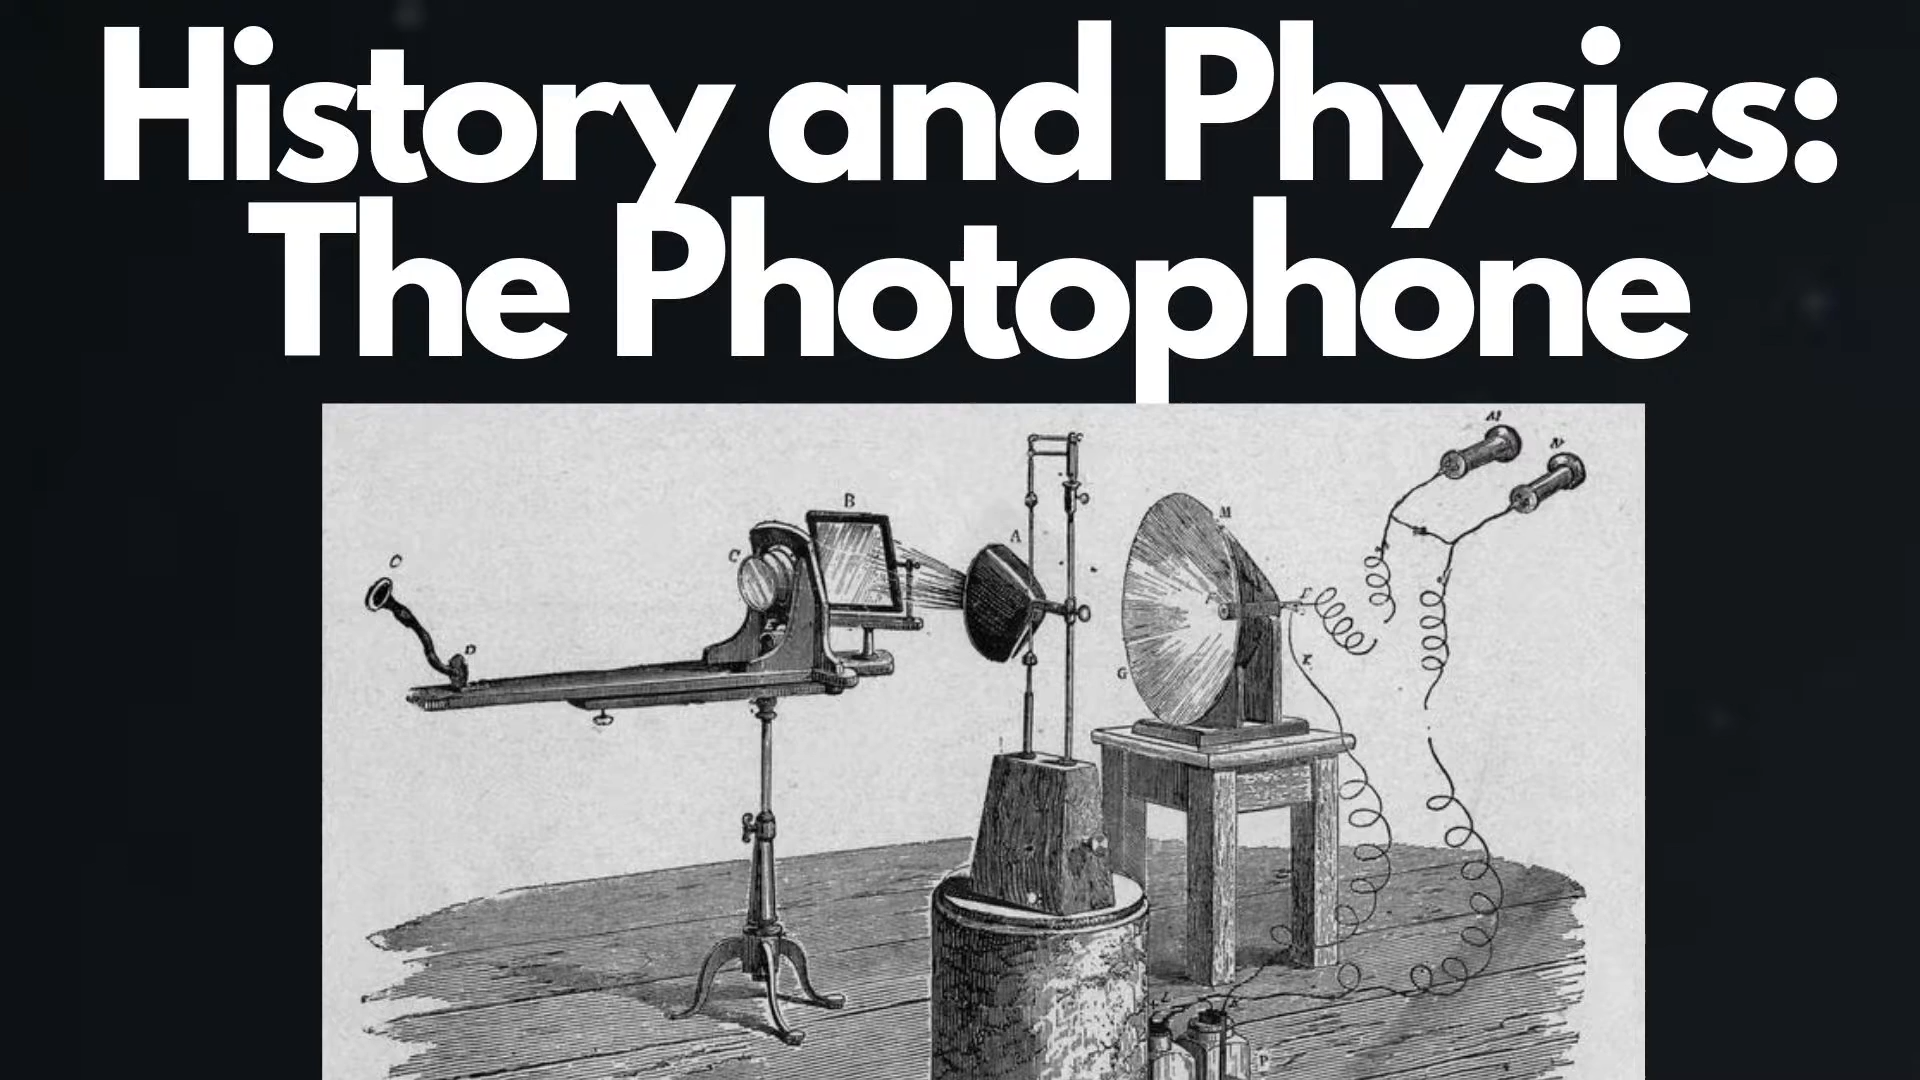 History and Physics:
The Photophone
M
N
B
A
M
C
C
D
G
K
P